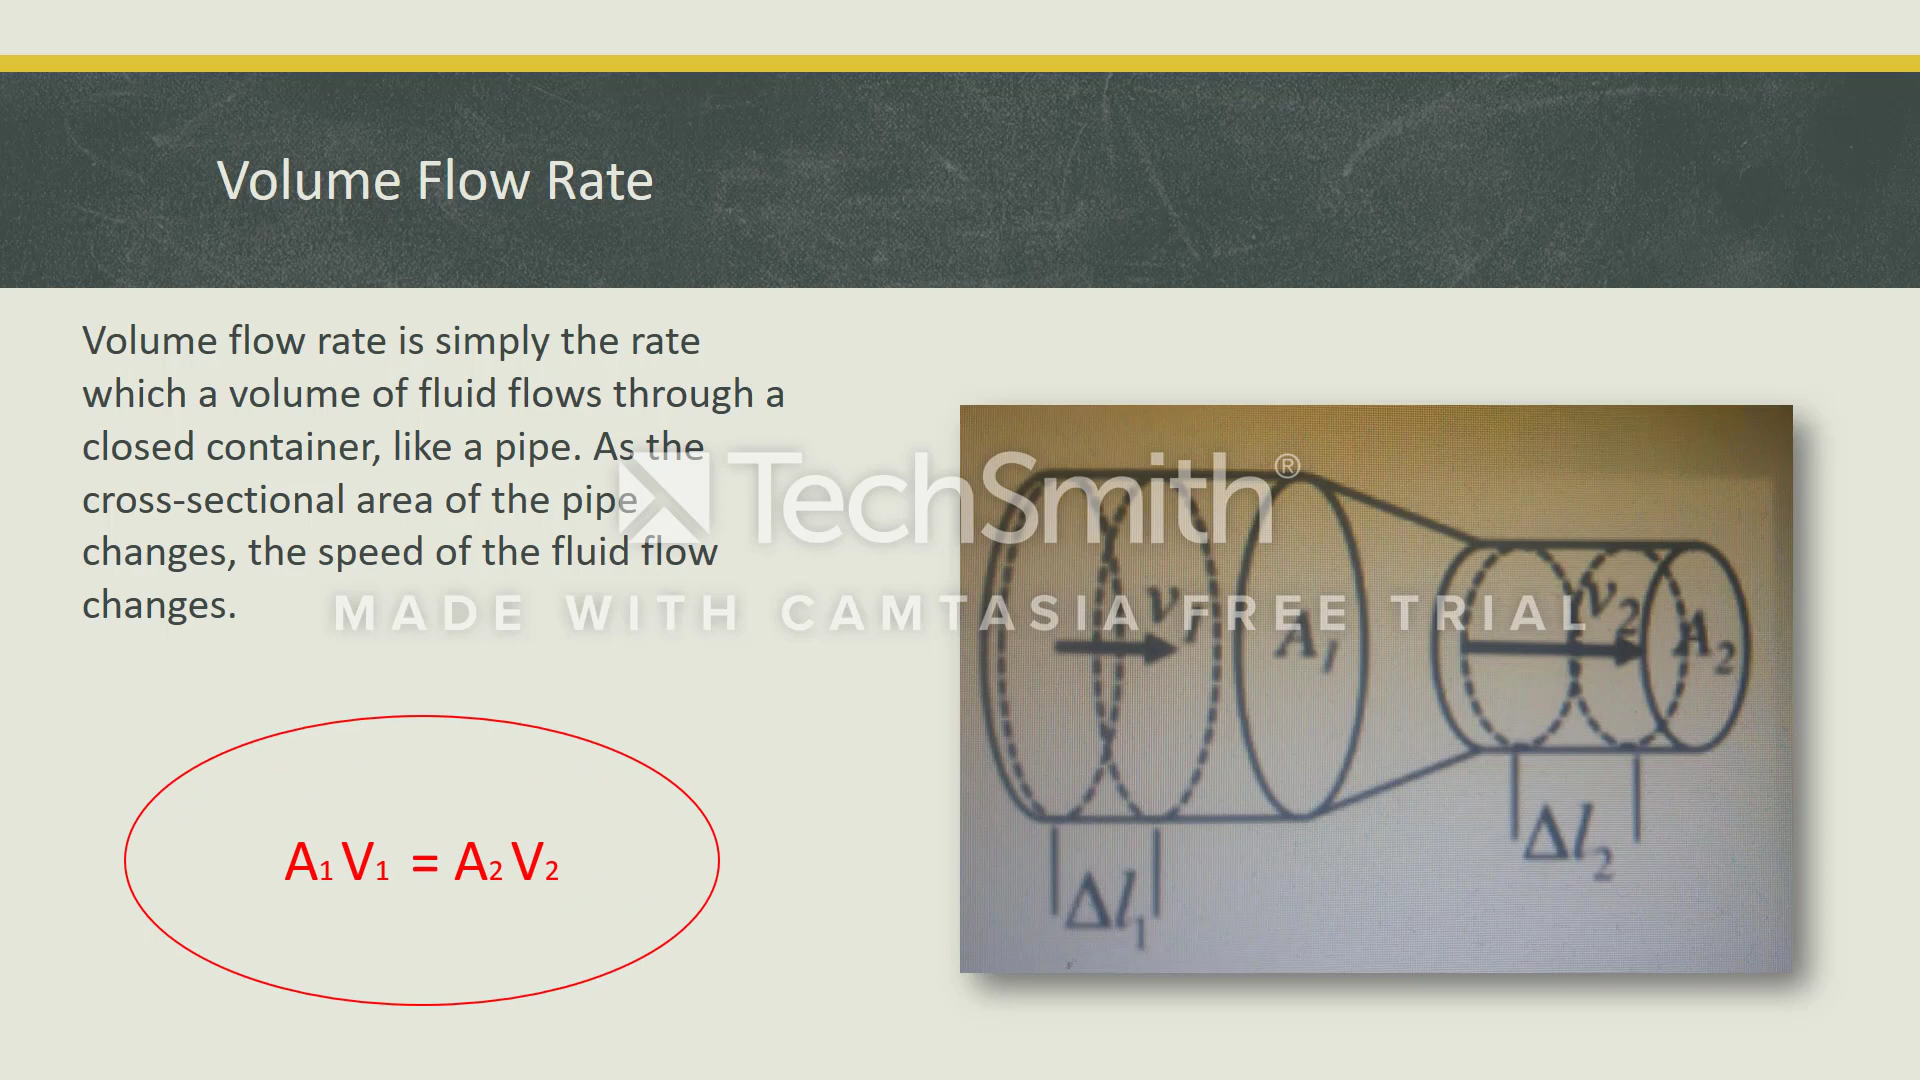 Volume Flow Rate
Volume flow rate is simply the rate
which a volume of fluid flows through a
closed container, like a pipe. As the
cross-sectional area of the pipe
changes, the speed of the fluid flow
changes.
TechSmith®
MADE WITH CAMTASIA FREE TRIAL
A1 V1 = A2 V2
v1
A1
v2
A2
Δl1
Δl2